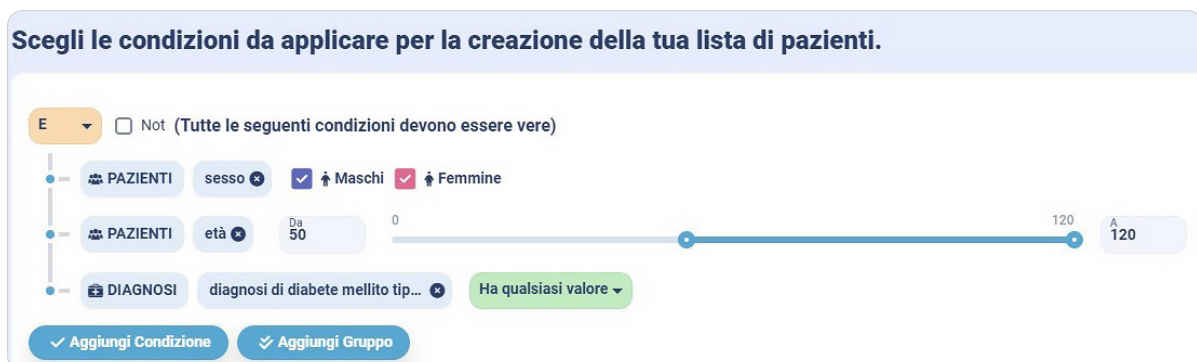 Scegli le condizioni da applicare per la creazione della tua lista di pazienti.
E Not (Tutte le seguenti condizioni devono essere vere)
PAZIENTI sesso Maschi Femmine
PAZIENTI età Da 50 0 120 A 120
DIAGNOSI diagnosi di diabete mellito tip... Ha qualsiasi valore
Aggiungi Condizione Aggiungi Gruppo